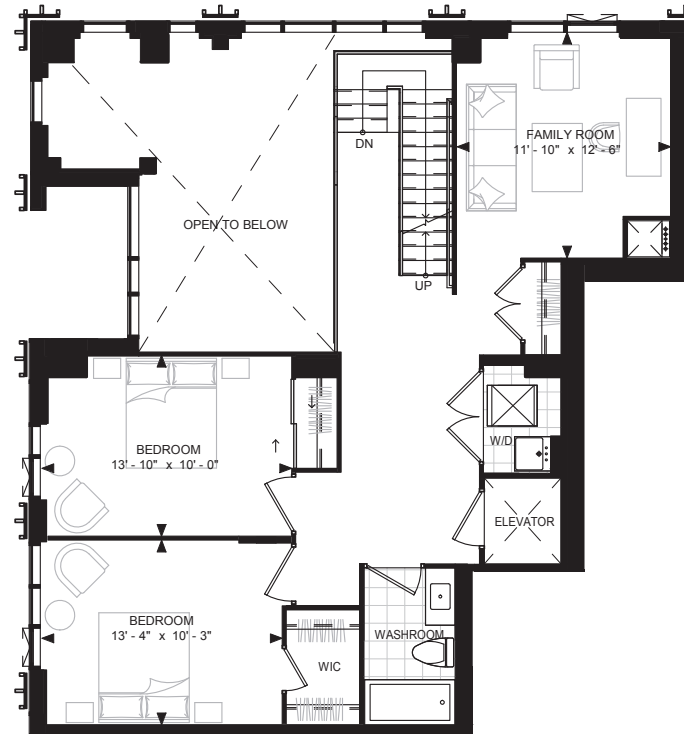 DN
FAMILY ROOM
11' - 10" x 12' - 6"
OPEN TO BELOW
UP
W/D
BEDROOM
13' - 10" x 10' - 0"
ELEVATOR
BEDROOM
13' - 4" x 10' - 3"
WASHROOM
WIC